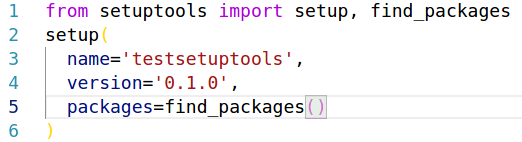 1 from setuptools import setup, find_packages
2 setup(
3   name='testsetuptools',
4   version='0.1.0',
5   packages=find_packages()
6 )